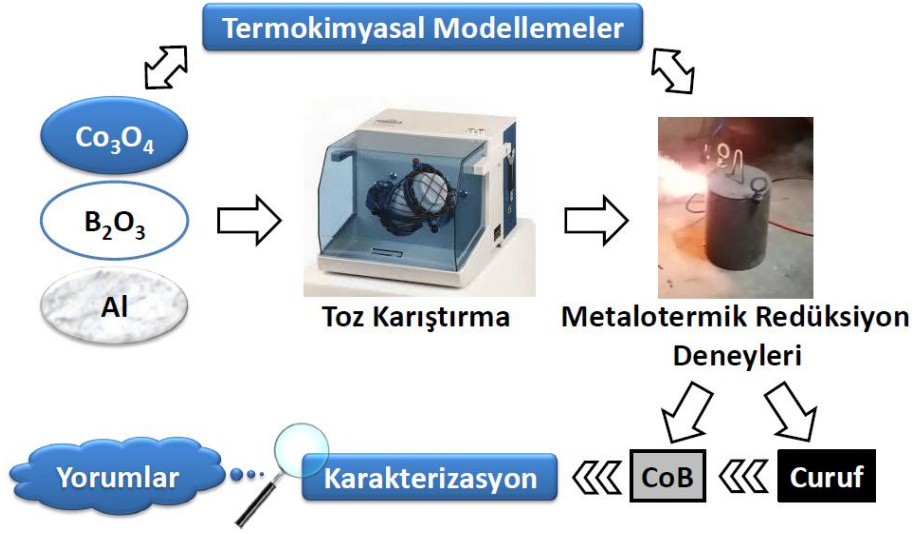 Termokimyasal Modellemeler
Co₃O₄
B₂O₃
Al
Toz Karıştırma
Metalotermik Redüksiyon
Deneyleri
Yorumlar
Karakterizasyon
CoB
Curuf